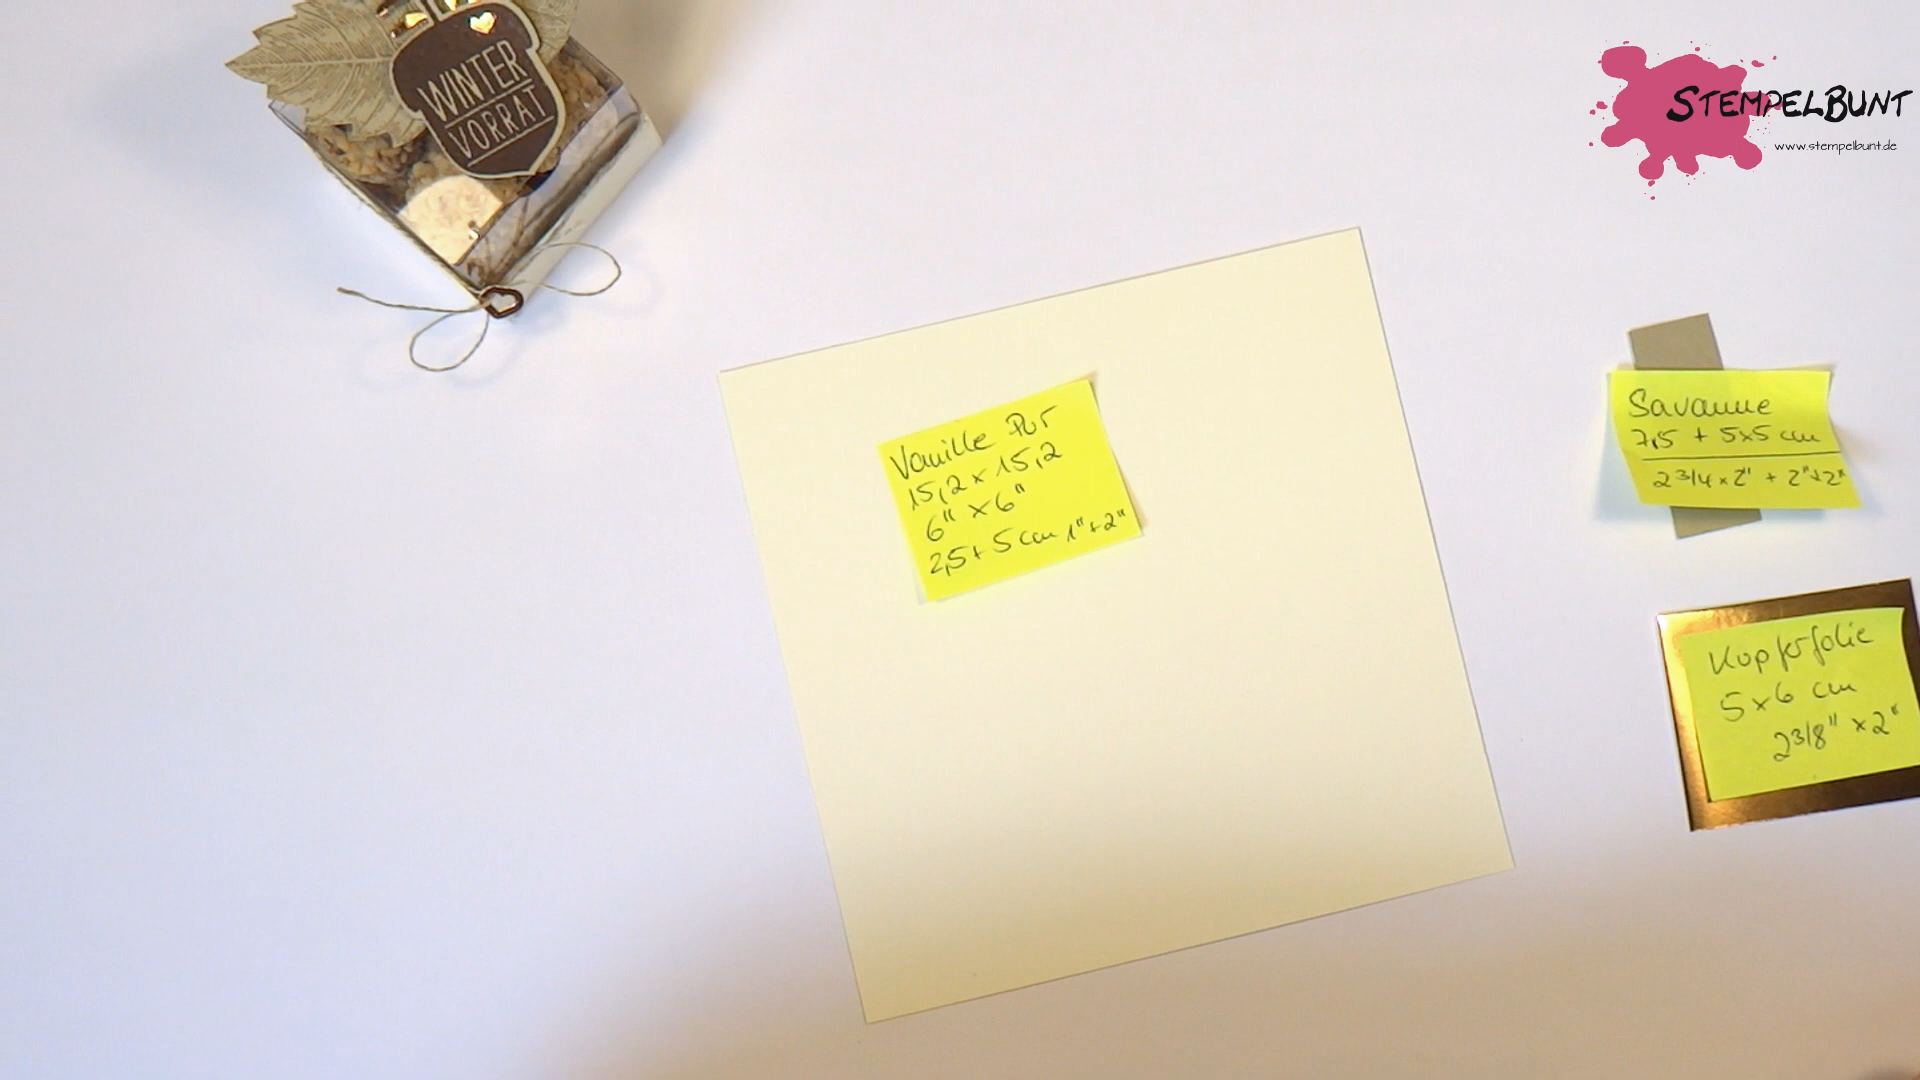 WINTER
VORRAT
STEMPELBUNT
www.stempelbunt.de
Vanille Pur
15,2 x 15,2
6" x 6"
2,5 + 5 cm 1" + 2"
Savanne
7,5 + 5x5 cm
2 3/4 x 2" + 2"x2"
Kupferfolie
5 x 6 cm
2 3/8" x 2"